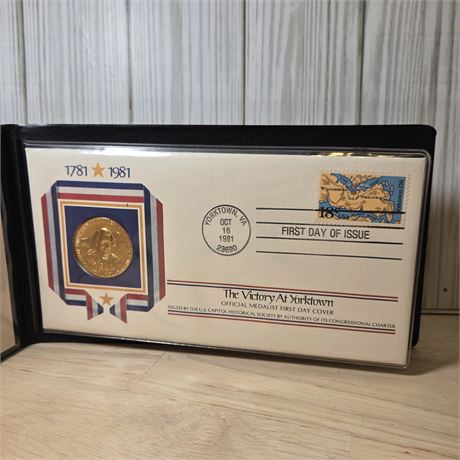 1781 ★ 1981
YORKTOWN, VA
OCT
16
1981
23690
FIRST DAY OF ISSUE
18c
The Victory At Yorktown
OFFICIAL MEDALIST FIRST DAY COVER
ISSUED BY THE U.S. CAPITOL HISTORICAL SOCIETY BY AUTHORITY OF ITS CONGRESSIONAL CHARTER